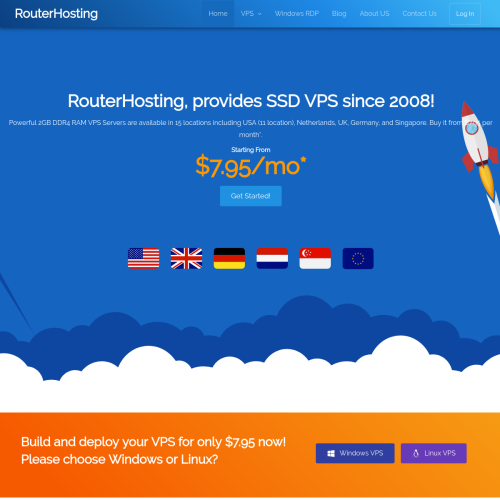 RouterHosting
Home VPS Windows RDP Blog About US Contact Us Log In
RouterHosting, provides SSD VPS since 2008!
Powerful 2GB DDR4 RAM VPS Servers are available in 15 locations including USA (11 location), Netherlands, UK, Germany, and Singapore. Buy it from per
month*.
Starting From
$7.95/mo*
Get Started!
Build and deploy your VPS for only $7.95 now!
Please choose Windows or Linux?
Windows VPS Linux VPS